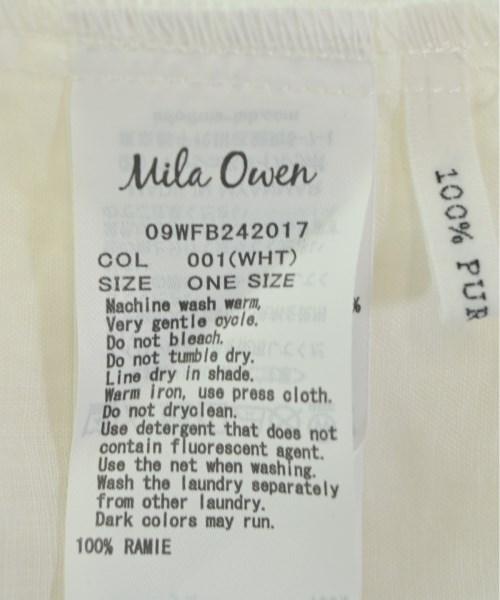 Mila Owen
09WFB242017
COL 001(WHT)
SIZE ONE SIZE
Machine wash warm,
Very gentle cycle.
Do not bleach.
Do not tumble dry.
Line dry in shade.
Warm iron, use press cloth.
Do not dryclean.
Use detergent that does not
contain fluorescent agent.
Use the net when washing.
Wash the laundry separately
from other laundry.
Dark colors may run.
100% RAMIE
%
100% PUR